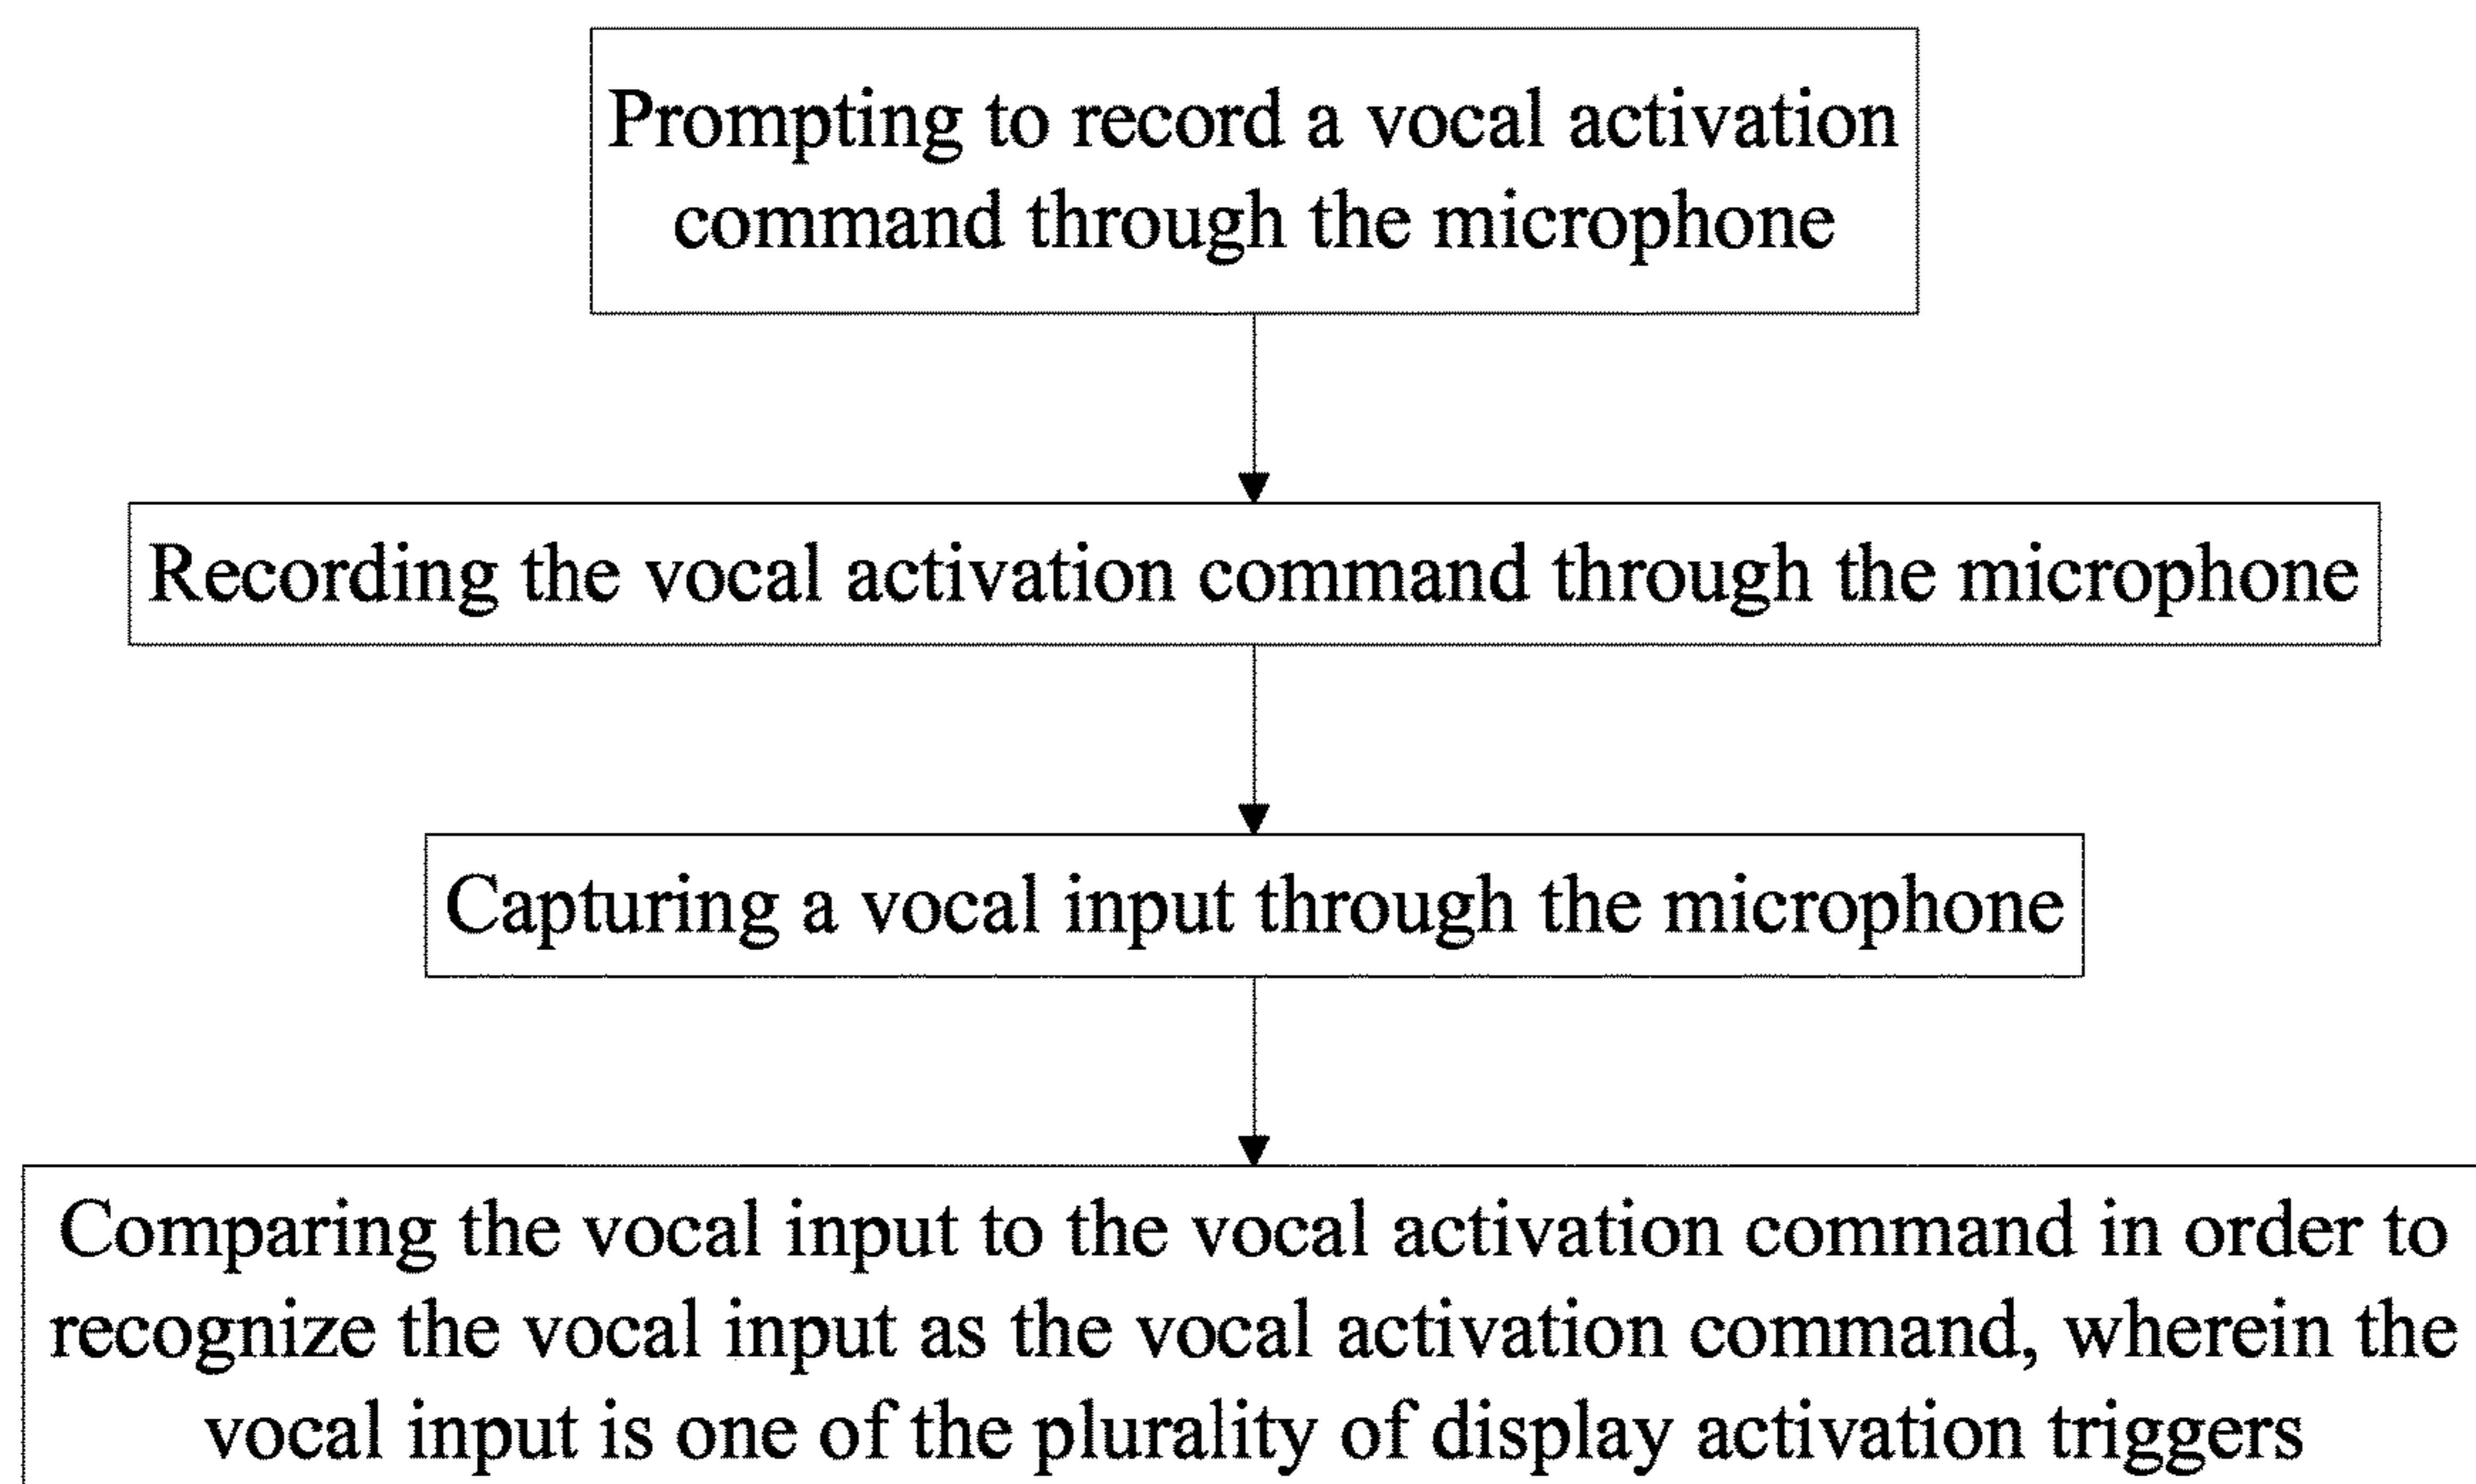 Prompting to record a vocal activation
command through the microphone
Recording the vocal activation command through the microphone
Capturing a vocal input through the microphone
Comparing the vocal input to the vocal activation command in order to
recognize the vocal input as the vocal activation command, wherein the
vocal input is one of the plurality of display activation triggers